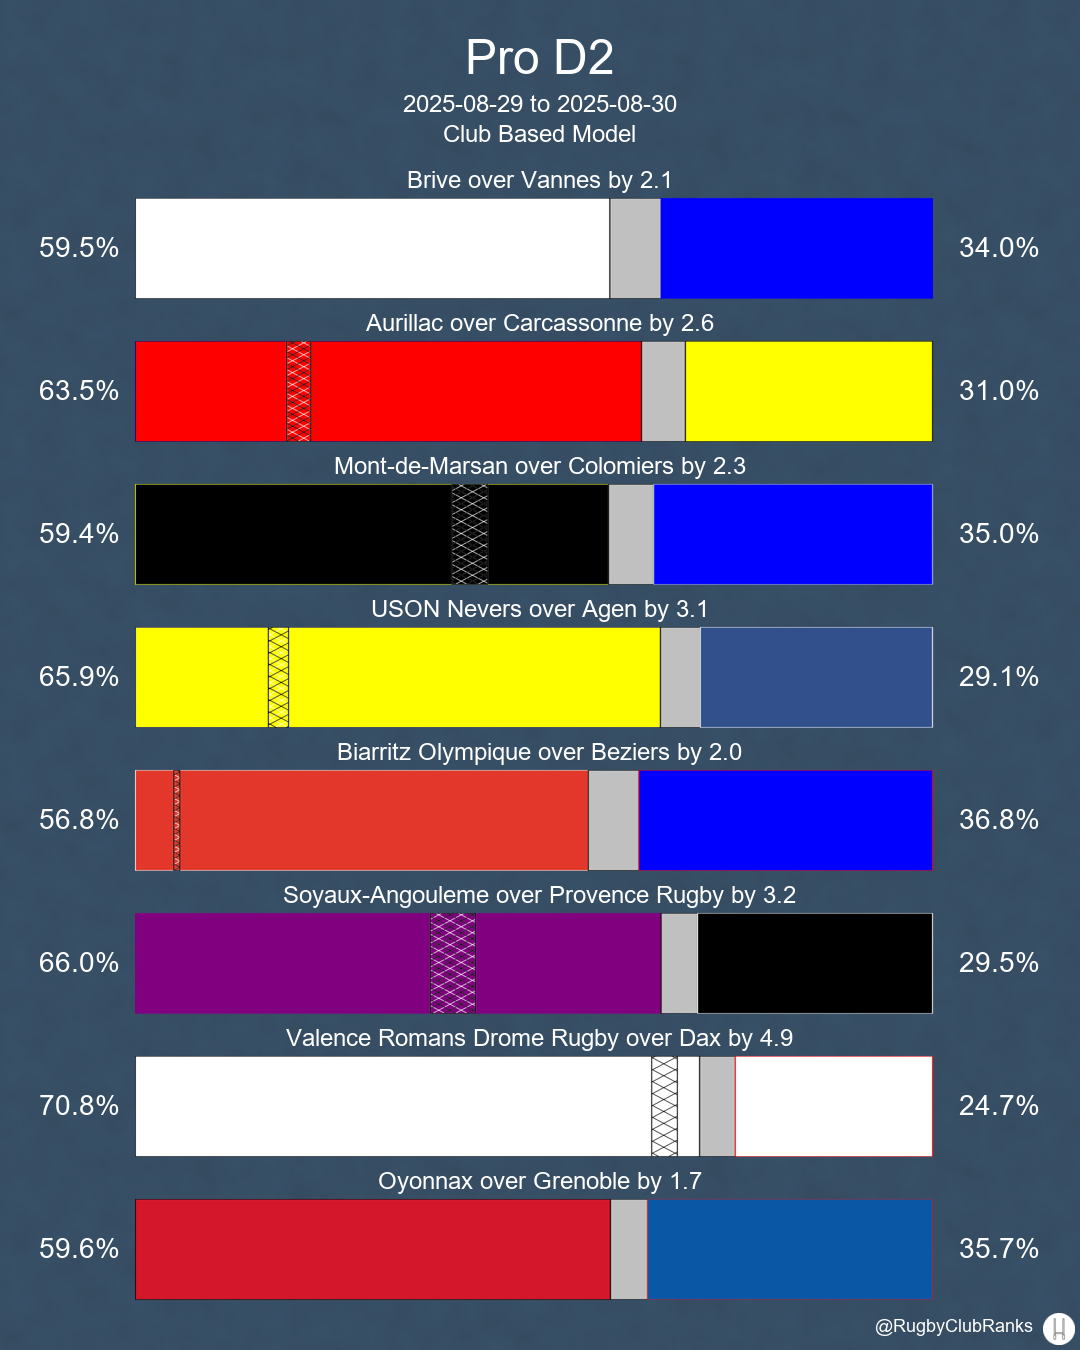 Pro D2
2025-08-29 to 2025-08-30
Club Based Model
Brive over Vannes by 2.1
59.5%
34.0%
Aurillac over Carcassonne by 2.6
63.5%
31.0%
Mont-de-Marsan over Colomiers by 2.3
59.4%
35.0%
USON Nevers over Agen by 3.1
65.9%
29.1%
Biarritz Olympique over Beziers by 2.0
56.8%
36.8%
Soyaux-Angouleme over Provence Rugby by 3.2
66.0%
29.5%
Valence Romans Drome Rugby over Dax by 4.9
70.8%
24.7%
Oyonnax over Grenoble by 1.7
59.6%
35.7%
@RugbyClubRanks